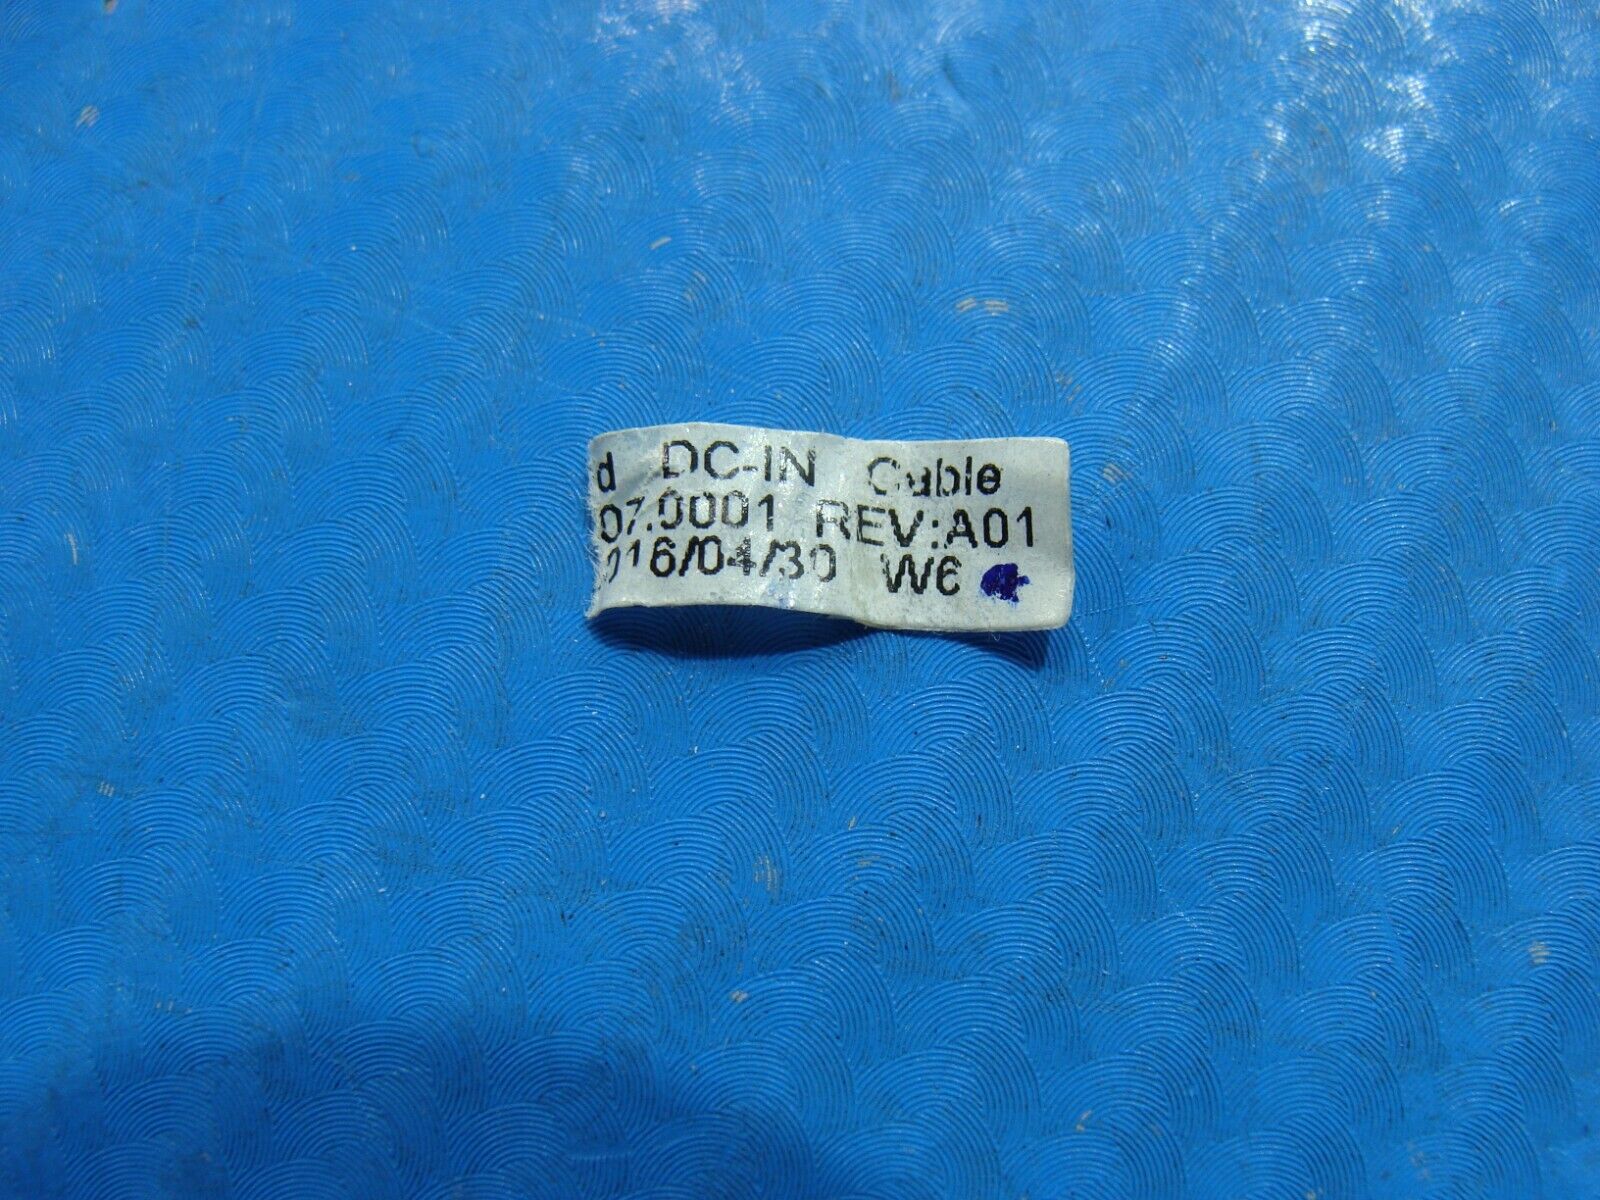 d DC-IN Cable
07.0001 REV:A01
016/04/30 W6